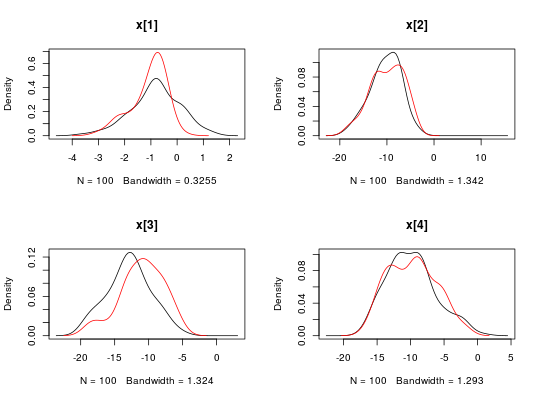 x[1]
x[2]
Density
0.0 0.2 0.4 0.6
-4 -3 -2 -1 0 1 2
N = 100 Bandwidth = 0.3255
Density
0.00 0.04 0.08
-20 -10 0 10
N = 100 Bandwidth = 1.342
x[3]
x[4]
Density
0.00 0.06 0.12
-20 -15 -10 -5 0
N = 100 Bandwidth = 1.324
Density
0.00 0.04 0.08
-20 -15 -10 -5 0 5
N = 100 Bandwidth = 1.293